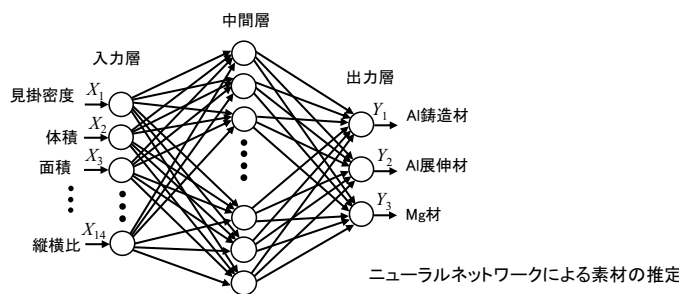 中間層
入力層
出力層
見掛密度 X1
体積 X2
面積 X3
縦横比 X14
Y1 Al鋳造材
Y2 Al展伸材
Y3 Mg材
ニューラルネットワークによる素材の推定